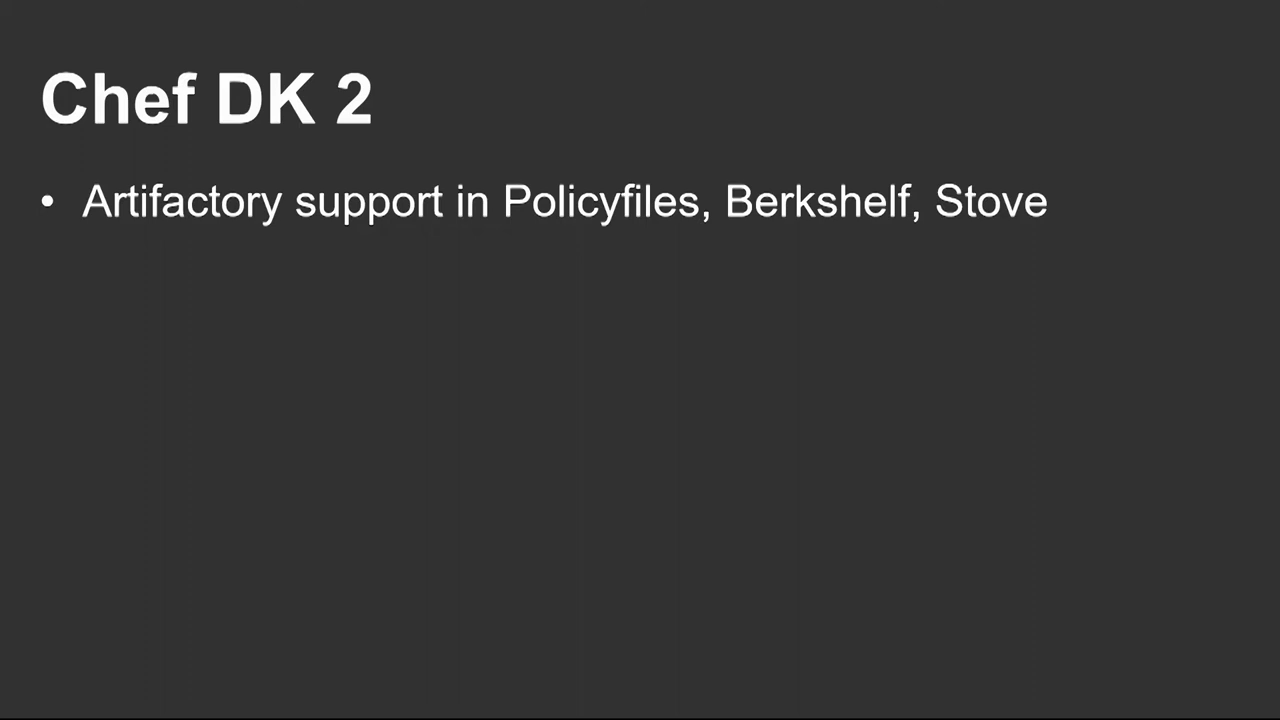 Chef DK 2
• Artifactory support in Policyfiles, Berkshelf, Stove